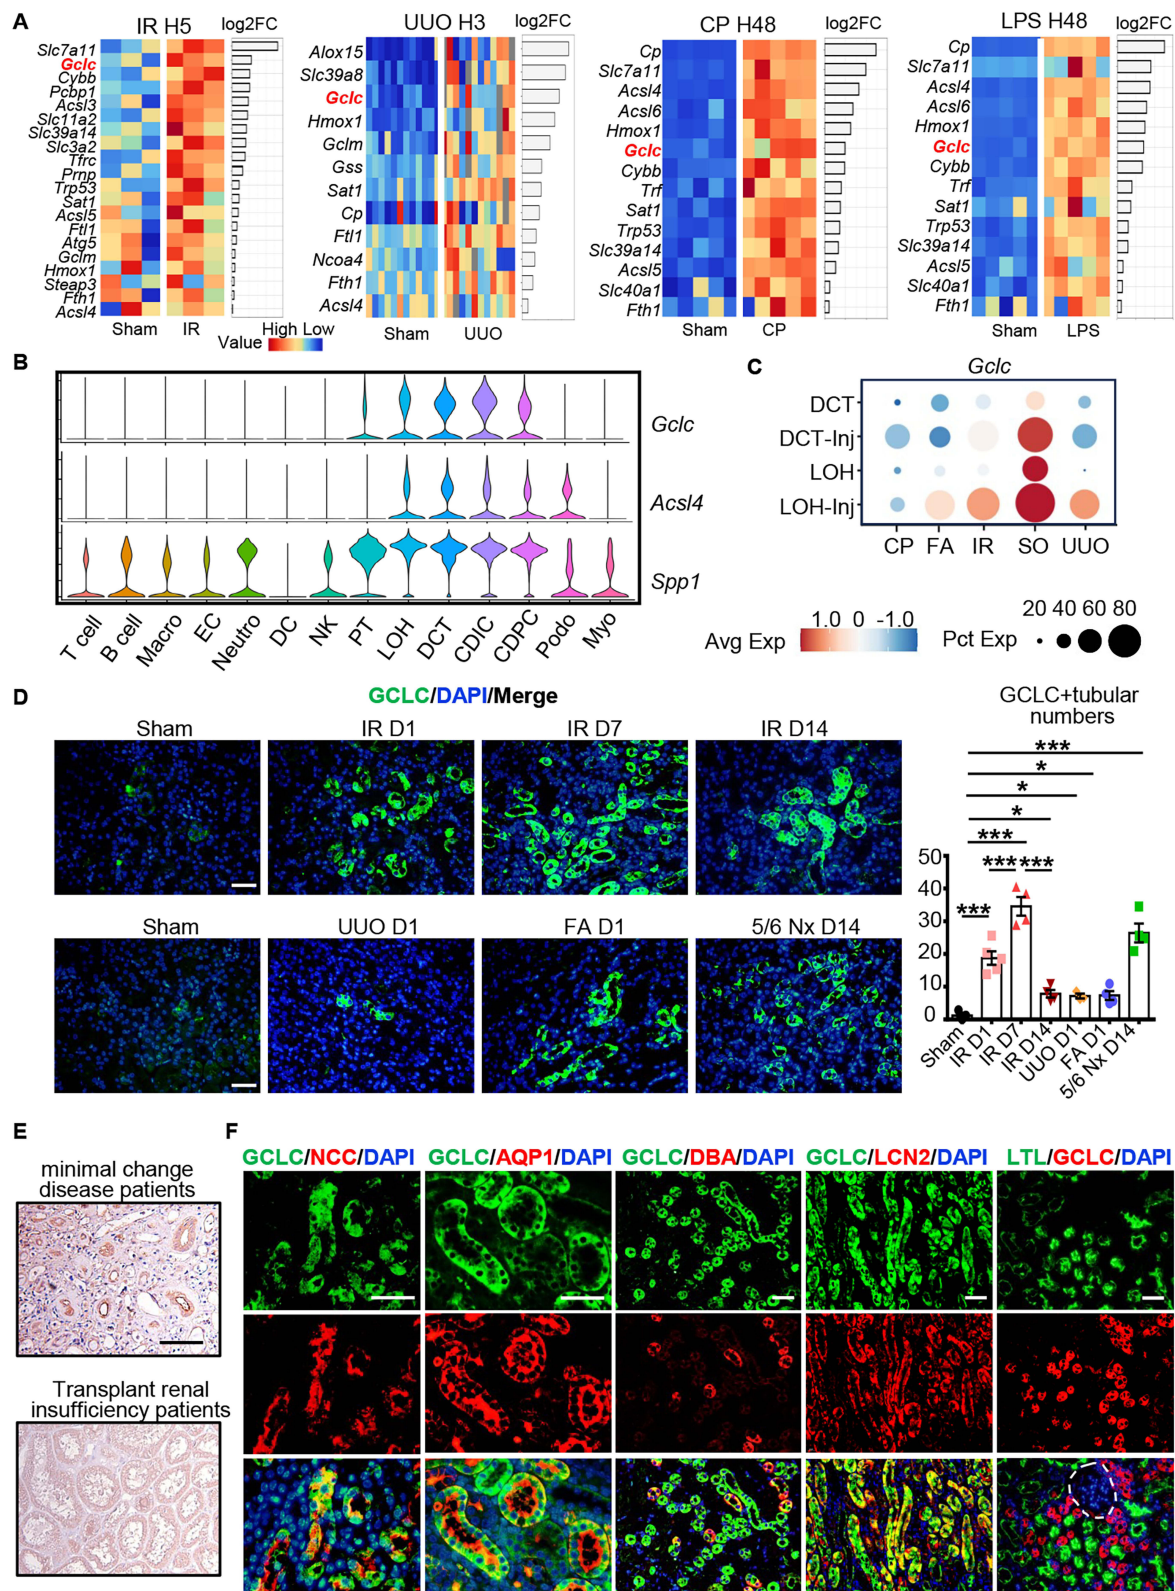 A
IR H5
log2FC
Slc7a11
Gclc
Cybb
Pcbp1
Acsl3
Slc11a2
Slc39a14
Slc3a2
Tfrc
Prnp
Trp53
Sat1
Acsl5
Ftl1
Atg5
Gclm
Hmox1
Steap3
Fth1
Acsl4
Sham
IR
High Low
Value
UUO H3
log2FC
Alox15
Slc39a8
Gclc
Hmox1
Gclm
Gss
Sat1
Cp
Ftl1
Ncoa4
Fth1
Acsl4
Sham
UUO
CP H48
log2FC
Cp
Slc7a11
Acsl4
Acsl6
Hmox1
Gclc
Cybb
Trf
Sat1
Trp53
Slc39a14
Acsl5
Slc40a1
Fth1
Sham
CP
LPS H48
log2FC
Cp
Slc7a11
Acsl4
Acsl6
Hmox1
Gclc
Cybb
Trf
Sat1
Trp53
Slc39a14
Acsl5
Slc40a1
Fth1
Sham
LPS
B
Gclc
Acsl4
Spp1
T cell
B cell
Macro
EC
Neutro
DC
NK
PT
LOH
DCT
CDIC
CDPC
Podo
Myo
C
Gclc
DCT
DCT-Inj
LOH
LOH-Inj
CP FA IR SO UUO
Avg Exp
1.0 0 -1.0
Pct Exp
20 40 60 80
D
GCLC/DAPI/Merge
Sham
IR D1
IR D7
IR D14
Sham
UUO D1
FA D1
5/6 Nx D14
GCLC+tubular
numbers
***
*
*
*
***
*** ***
***
50
40
30
20
10
0
Sham
IR D1
IR D7
IR D14
UUO D1
FA D1
5/6 Nx D14
E
minimal change
disease patients
Transplant renal
insufficiency patients
F
GCLC/NCC/DAPI
GCLC/AQP1/DAPI
GCLC/DBA/DAPI
GCLC/LCN2/DAPI
LTL/GCLC/DAPI